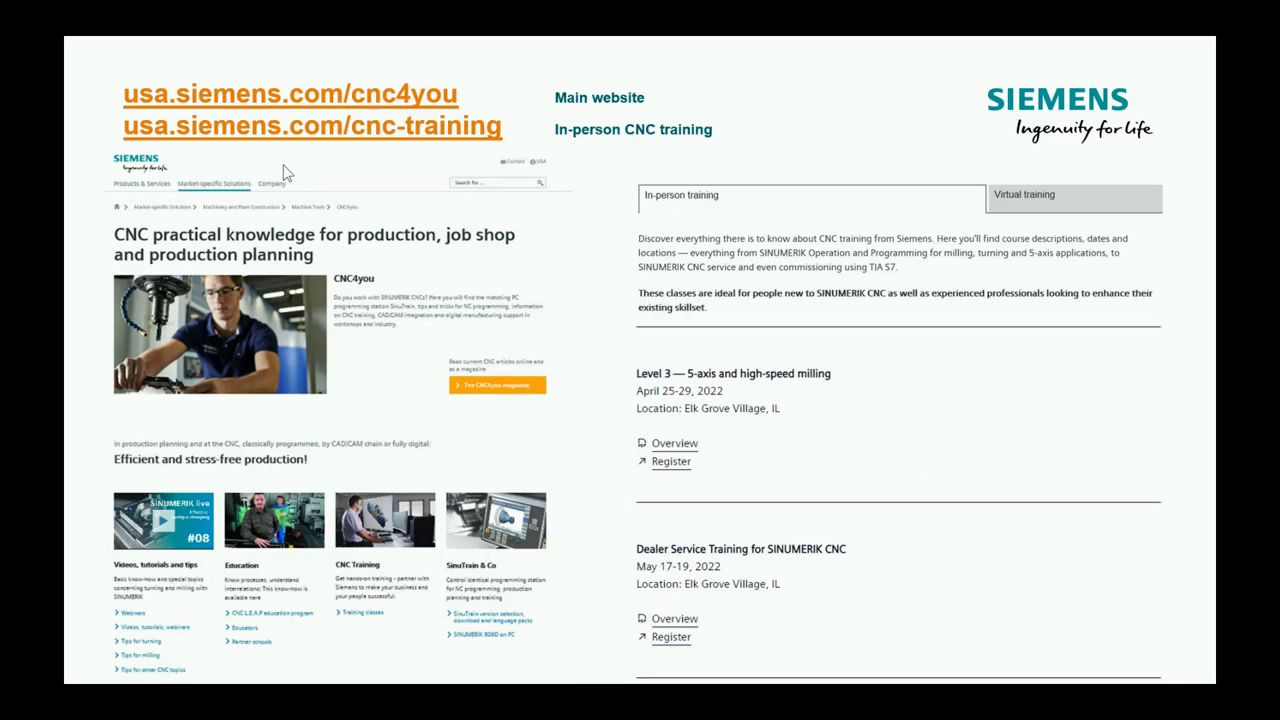 usa.siemens.com/cnc4you
Main website
usa.siemens.com/cnc-training
In-person CNC training
SIEMENS
Ingenuity for life
SIEMENS
Ingenuity for life
Contact
USA
Products & Services
Market-specific Solutions
Company
Search for ...
Market-specific Solutions
Machinery and Plant Construction
Machine Tools
CNC4you
CNC practical knowledge for production, job shop
and production planning
CNC4you
Do you work with SINUMERIK CNCs? Here you will find the matching PC
programming station SinuTrain, tips and tricks for NC programming, information
on CNC training, CAD/CAM integration and digital manufacturing support in
workshops and industry.
Read current CNC articles online and
as a magazine
The CNC4you magazine
In production planning and at the CNC, classically programmed, by CAD/CAM chain or fully digital:
Efficient and stress-free production!
SINUMERIK live
#08
Videos, tutorials and tips
Basic know-how and special topics
concerning turning and milling with
SINUMERIK
Webinars
Videos, tutorials, webinars
Tips for turning
Tips for milling
Tips for other CNC topics
Education
Know processes, understand
interrelations: This know-how is
available here
CNC L.E.A.P education program
Educators
Partner schools
CNC Training
Get hands-on training - partner with
Siemens to make your business and
your people successful.
Training classes
SinuTrain & Co
Control identical programming station
for NC programming, production
planning and training
SinuTrain version selection,
download and language packs
SINUMERIK 808D on PC
In-person training
Virtual training
Discover everything there is to know about CNC training from Siemens. Here you'll find course descriptions, dates and
locations — everything from SINUMERIK Operation and Programming for milling, turning and 5-axis applications, to
SINUMERIK CNC service and even commissioning using TIA S7.
These classes are ideal for people new to SINUMERIK CNC as well as experienced professionals looking to enhance their
existing skillset.
Level 3 — 5-axis and high-speed milling
April 25-29, 2022
Location: Elk Grove Village, IL
Overview
Register
Dealer Service Training for SINUMERIK CNC
May 17-19, 2022
Location: Elk Grove Village, IL
Overview
Register